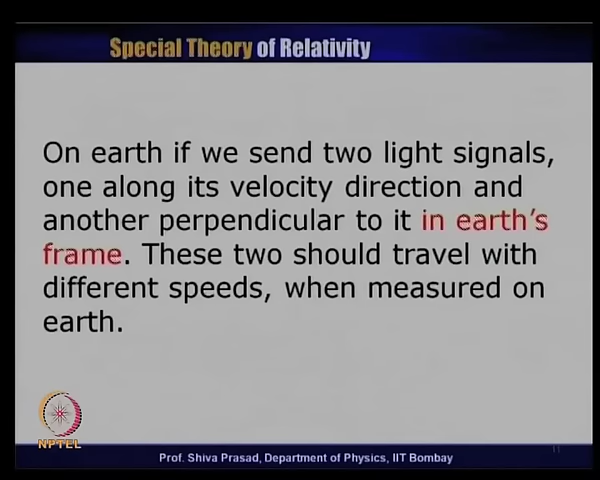 Special Theory of Relativity
On earth if we send two light signals,
one along its velocity direction and
another perpendicular to it in earth's
frame. These two should travel with
different speeds, when measured on
earth.
NPTEL
Prof. Shiva Prasad, Department of Physics, IIT Bombay
11